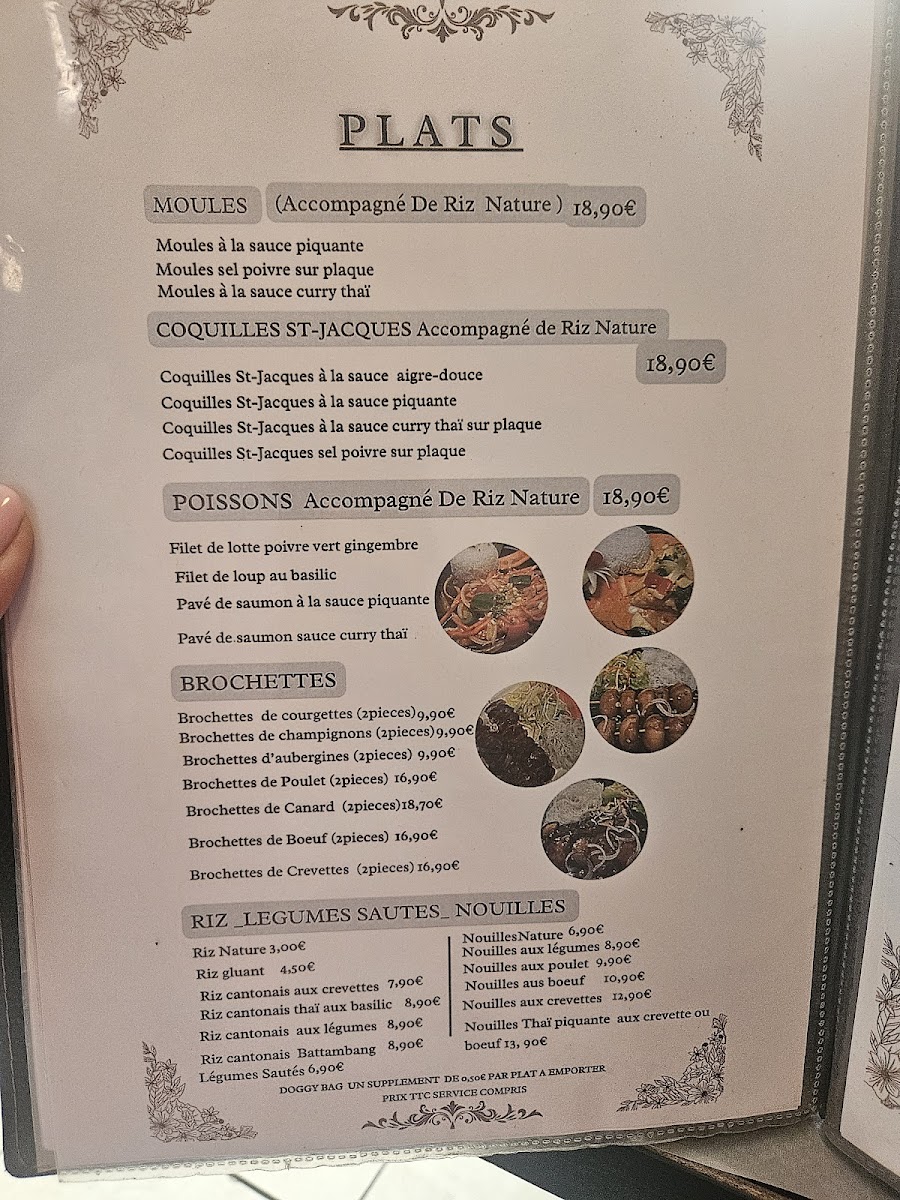 PLATS
MOULES (Accompagné De Riz Nature ) 18,90€
Moules à la sauce piquante
Moules sel poivre sur plaque
Moules à la sauce curry thaï
COQUILLES ST-JACQUES Accompagné de Riz Nature
18,90€
Coquilles St-Jacques à la sauce aigre-douce
Coquilles St-Jacques à la sauce piquante
Coquilles St-Jacques à la sauce curry thaï sur plaque
Coquilles St-Jacques sel poivre sur plaque
POISSONS Accompagné De Riz Nature 18,90€
Filet de lotte poivre vert gingembre
Filet de loup au basilic
Pavé de saumon à la sauce piquante
Pavé de.saumon sauce curry thaï .
BROCHETTES
Brochettes de courgettes (2pieces)9,90€
Brochettes de champignons (2pieces)9,90€
Brochettes d'aubergines (2pieces) 9,90€
Brochettes de Poulet (2pieces) 16,90€
Brochettes de Canard (2pieces)18,70€
Brochettes de Boeuf (2pieces) 16,90€
Brochettes de Crevettes (2pieces) 16,90€
RIZ _LEGUMES SAUTES_ NOUILLES
Riz Nature 3,00€
Riz gluant 4,50€
Riz cantonais aux crevettes 7,90€
Riz cantonais thaï aux basilic 8,90€
Riz cantonais aux légumes 8,90€
Riz cantonais Battambang 8,90€
Légumes Sautés 6,90€
NouillesNature 6,90€
Nouilles aux légumes 8,90€
Nouilles aux poulet 9,90€
Nouilles aus boeuf 10,90€
Nouilles aux crevettes 12,90€
Nouilles Thaï piquante aux crevette ou
boeuf 13, 90€
DOGGY BAG UN SUPPLEMENT DE 0,50€ PAR PLAT A EMPORTER
PRIX TTC SERVICE COMPRIS